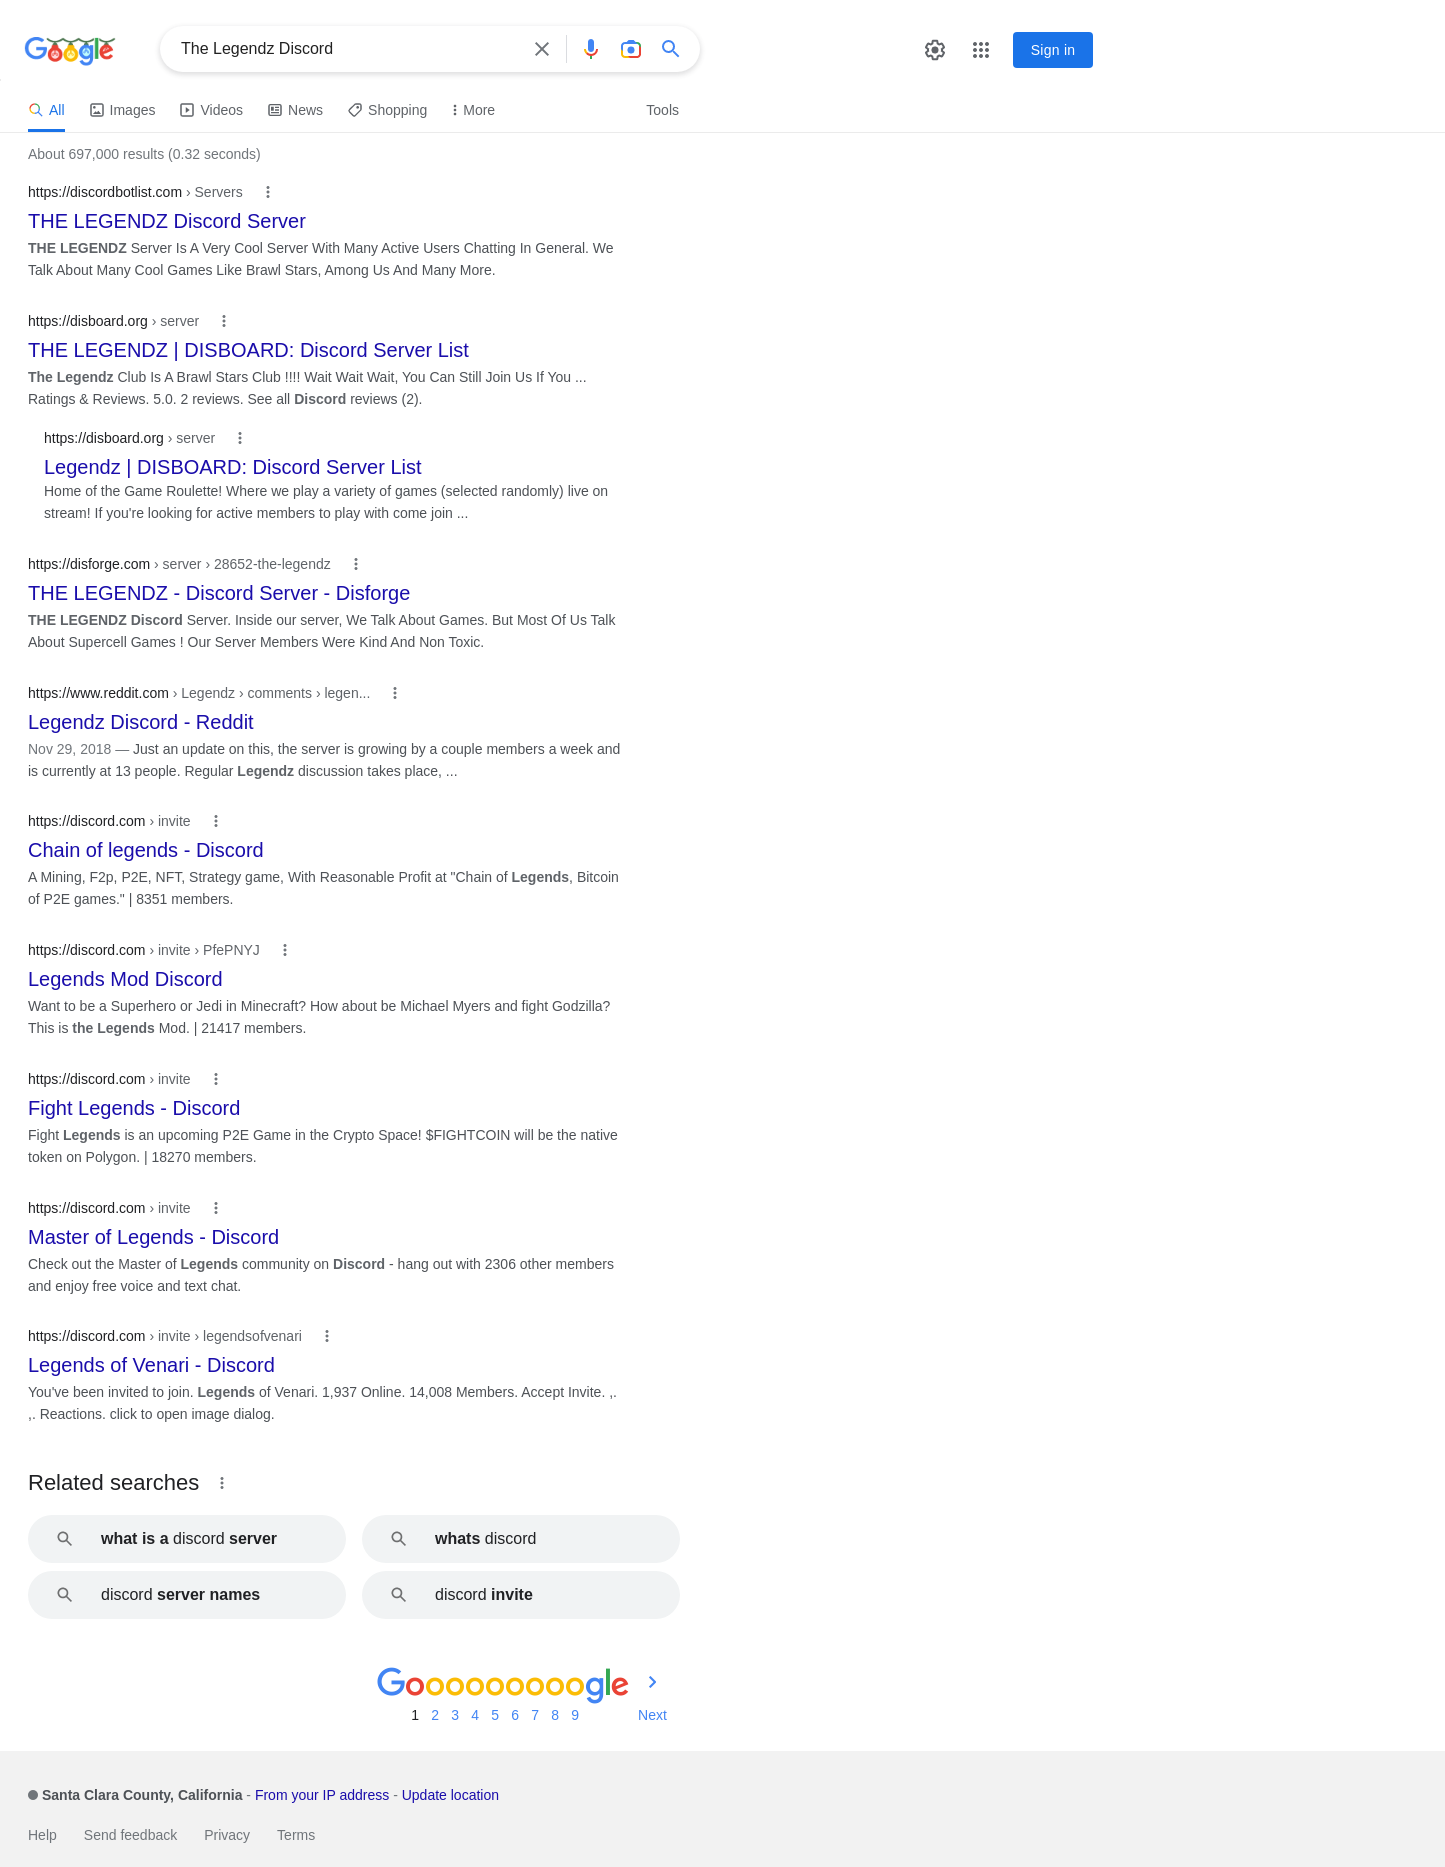 Google
The Legendz Discord
Sign in
All Images Videos News Shopping More Tools
About 697,000 results (0.32 seconds)
https://discordbotlist.com › Servers
THE LEGENDZ Discord Server
THE LEGENDZ Server Is A Very Cool Server With Many Active Users Chatting In General. We
Talk About Many Cool Games Like Brawl Stars, Among Us And Many More.
https://disboard.org › server
THE LEGENDZ | DISBOARD: Discord Server List
The Legendz Club Is A Brawl Stars Club !!!! Wait Wait Wait, You Can Still Join Us If You ...
Ratings & Reviews. 5.0. 2 reviews. See all Discord reviews (2).
https://disboard.org › server
Legendz | DISBOARD: Discord Server List
Home of the Game Roulette! Where we play a variety of games (selected randomly) live on
stream! If you're looking for active members to play with come join ...
https://disforge.com › server › 28652-the-legendz
THE LEGENDZ - Discord Server - Disforge
THE LEGENDZ Discord Server. Inside our server, We Talk About Games. But Most Of Us Talk
About Supercell Games ! Our Server Members Were Kind And Non Toxic.
https://www.reddit.com › Legendz › comments › legen...
Legendz Discord - Reddit
Nov 29, 2018 — Just an update on this, the server is growing by a couple members a week and
is currently at 13 people. Regular Legendz discussion takes place, ...
https://discord.com › invite
Chain of legends - Discord
A Mining, F2p, P2E, NFT, Strategy game, With Reasonable Profit at "Chain of Legends, Bitcoin
of P2E games." | 8351 members.
https://discord.com › invite › PfePNYJ
Legends Mod Discord
Want to be a Superhero or Jedi in Minecraft? How about be Michael Myers and fight Godzilla?
This is the Legends Mod. | 21417 members.
https://discord.com › invite
Fight Legends - Discord
Fight Legends is an upcoming P2E Game in the Crypto Space! $FIGHTCOIN will be the native
token on Polygon. | 18270 members.
https://discord.com › invite
Master of Legends - Discord
Check out the Master of Legends community on Discord - hang out with 2306 other members
and enjoy free voice and text chat.
https://discord.com › invite › legendsofvenari
Legends of Venari - Discord
You've been invited to join. Legends of Venari. 1,937 Online. 14,008 Members. Accept Invite. ,.
,. Reactions. click to open image dialog.
Related searches
what is a discord server
whats discord
discord server names
discord invite
Goooooooooogle
1 2 3 4 5 6 7 8 9 Next
Santa Clara County, California - From your IP address - Update location
Help Send feedback Privacy Terms